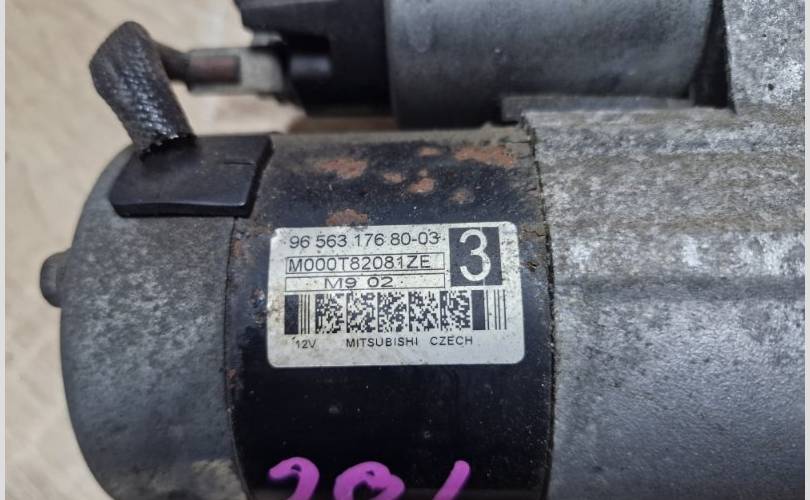 96 563 176 80-03
3
M000T82081ZE
M9 02
12V MITSUBISHI CZECH